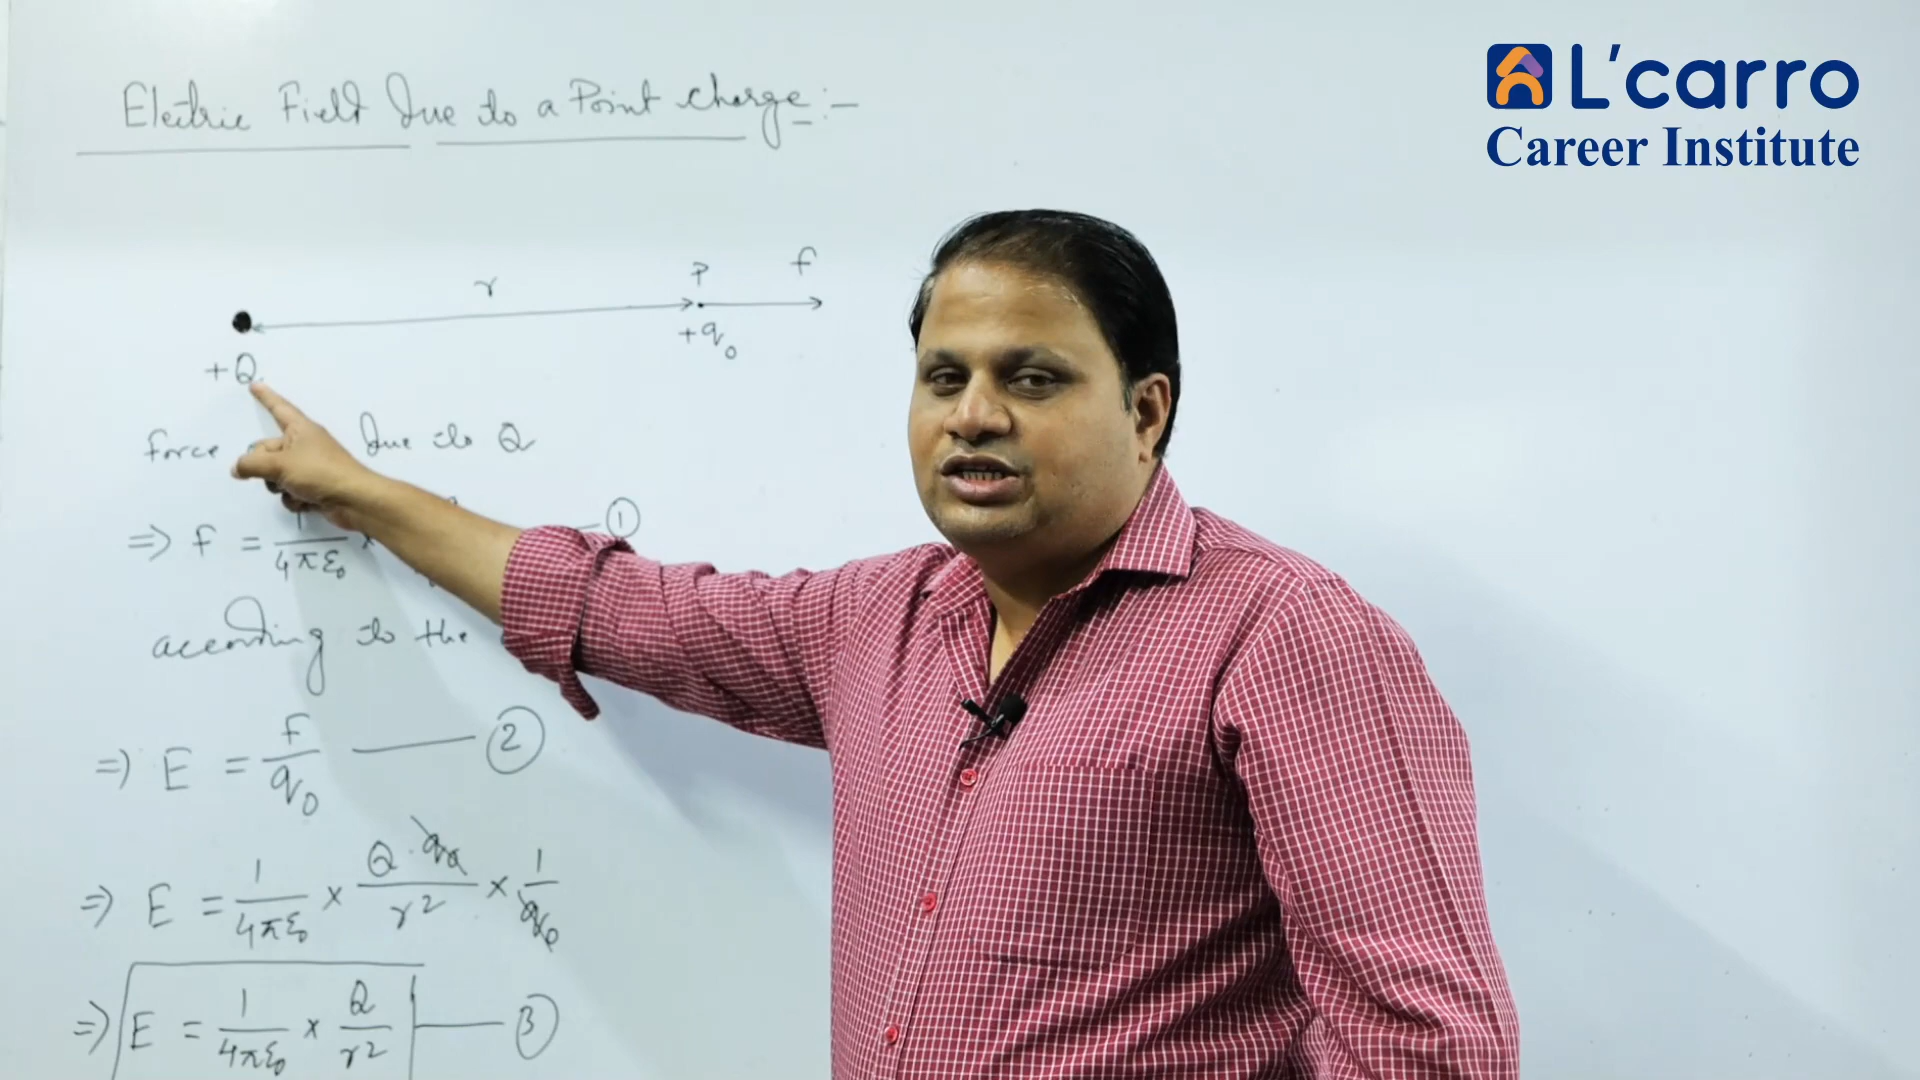 L'carro
Career Institute
Electric Field Due to a Point Charge :-
r P f
+q₀
+Q
Force Due to Q
=> F = 1/4πε₀ × — ①
according to the
=> E = F/q₀ — ②
=> E = 1/4πε₀ × Q·q₀/r² × 1/q₀
=> E = 1/4πε₀ × Q/r² — ③